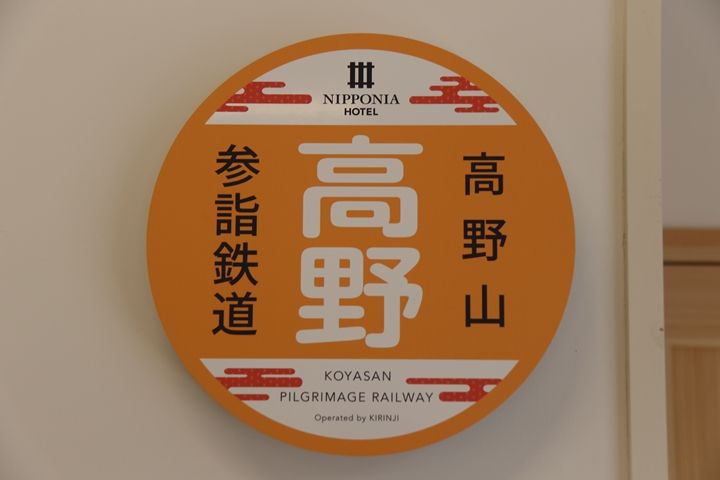 NIPPONIA
HOTEL
高野山
高野
参詣鉄道
KOYASAN
PILGRIMAGE RAILWAY
Operated by KIRINJI